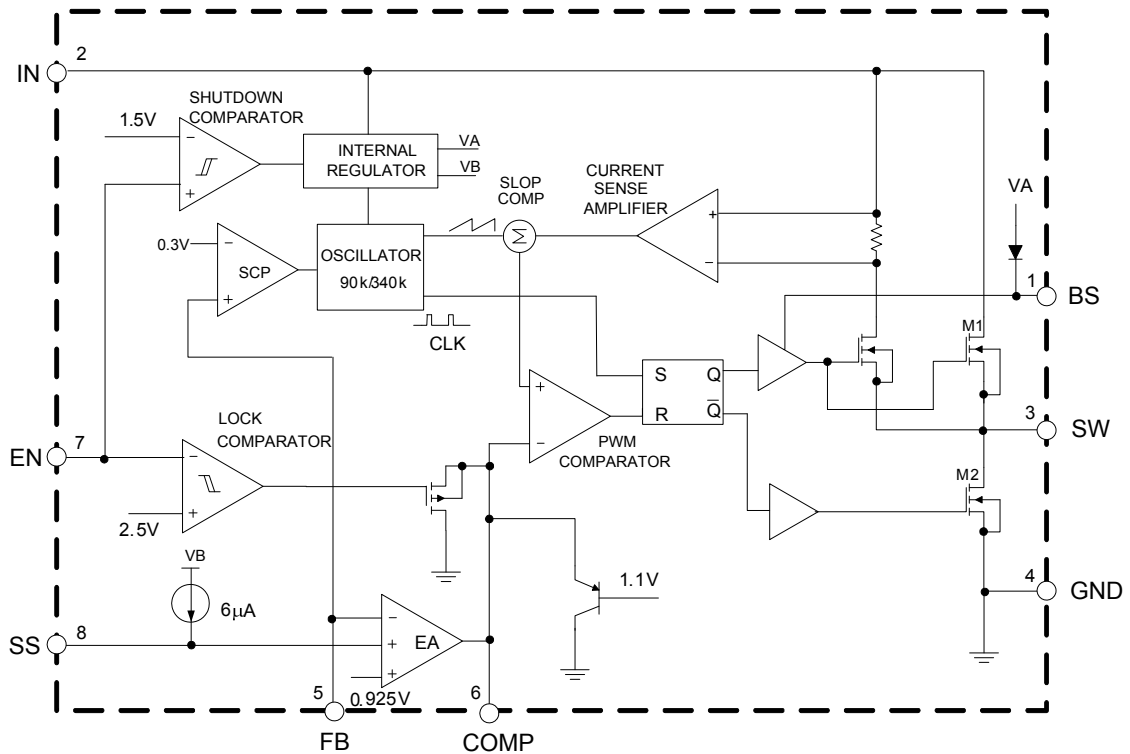 2
IN
SHUTDOWN
COMPARATOR
1.5V
−
+
INTERNAL
REGULATOR
VA
VB
SLOP
COMP
Σ
CURRENT
SENSE
AMPLIFIER
+
−
VA
1
BS
0.3V
−
SCP
+
OSCILLATOR
90k/340k
CLK
M1
S
Q
R
Q̅
+
−
PWM
COMPARATOR
3
SW
7
EN
LOCK
COMPARATOR
−
+
2.5V
M2
VB
6μA
1.1V
4
GND
8
SS
−
EA
+
+
0.925V
5
FB
6
COMP